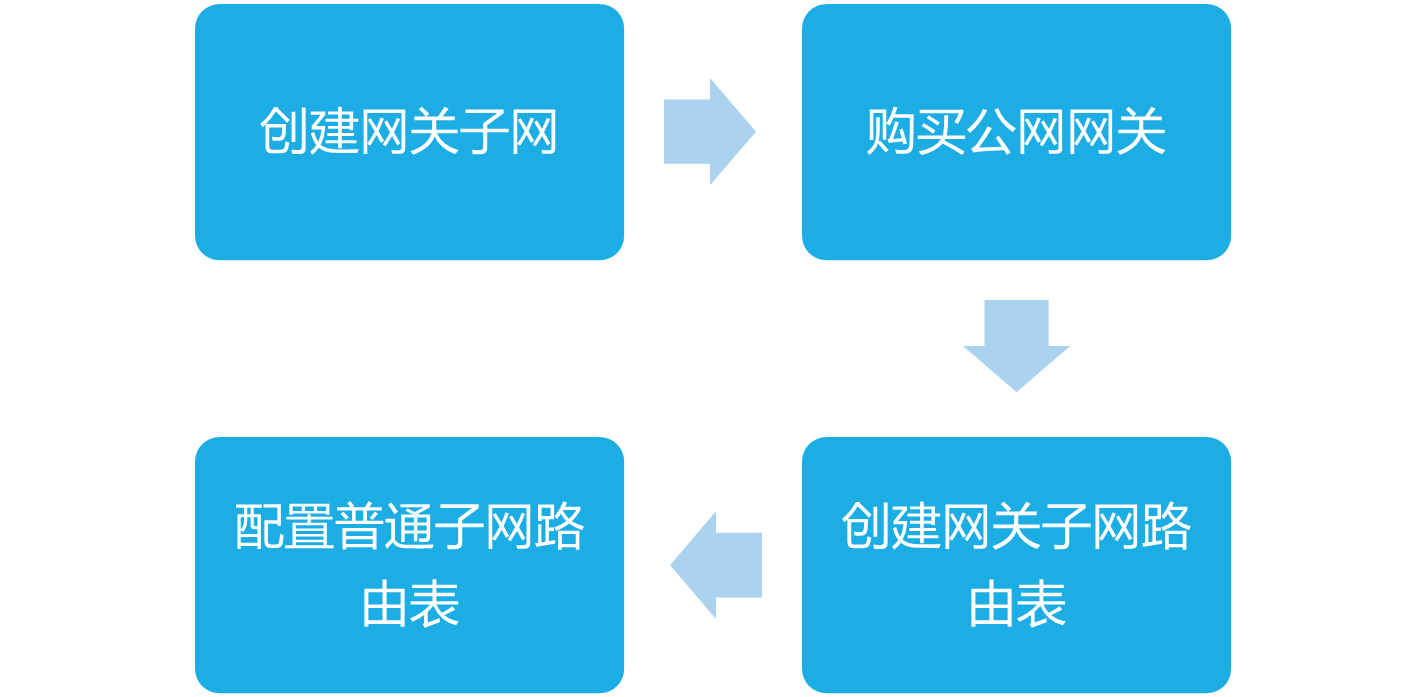 创建网关子网
购买公网网关
创建网关子网路
由表
配置普通子网路
由表